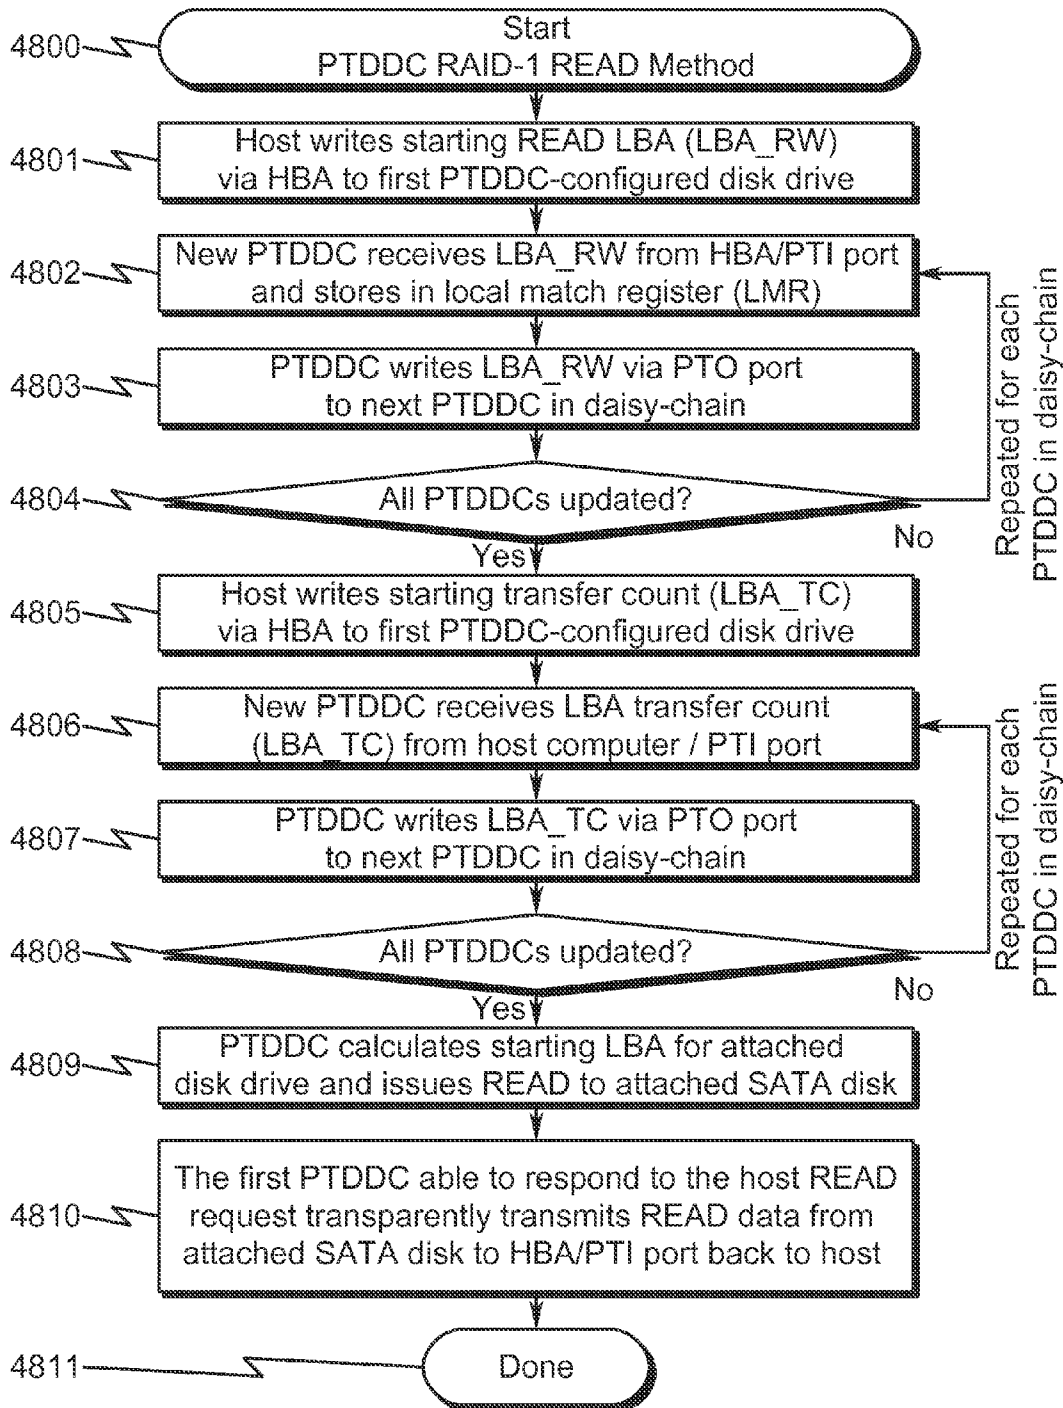 4800
Start
PTDDC RAID-1 READ Method
4801
Host writes starting READ LBA (LBA_RW)
via HBA to first PTDDC-configured disk drive
4802
New PTDDC receives LBA_RW from HBA/PTI port
and stores in local match register (LMR)
4803
PTDDC writes LBA_RW via PTO port
to next PTDDC in daisy-chain
4804
All PTDDCs updated?
No
Yes
Repeated for each
PTDDC in daisy-chain
4805
Host writes starting transfer count (LBA_TC)
via HBA to first PTDDC-configured disk drive
4806
New PTDDC receives LBA transfer count
(LBA_TC) from host computer / PTI port
4807
PTDDC writes LBA_TC via PTO port
to next PTDDC in daisy-chain
4808
All PTDDCs updated?
No
Yes
Repeated for each
PTDDC in daisy-chain
4809
PTDDC calculates starting LBA for attached
disk drive and issues READ to attached SATA disk
4810
The first PTDDC able to respond to the host READ
request transparently transmits READ data from
attached SATA disk to HBA/PTI port back to host
4811
Done